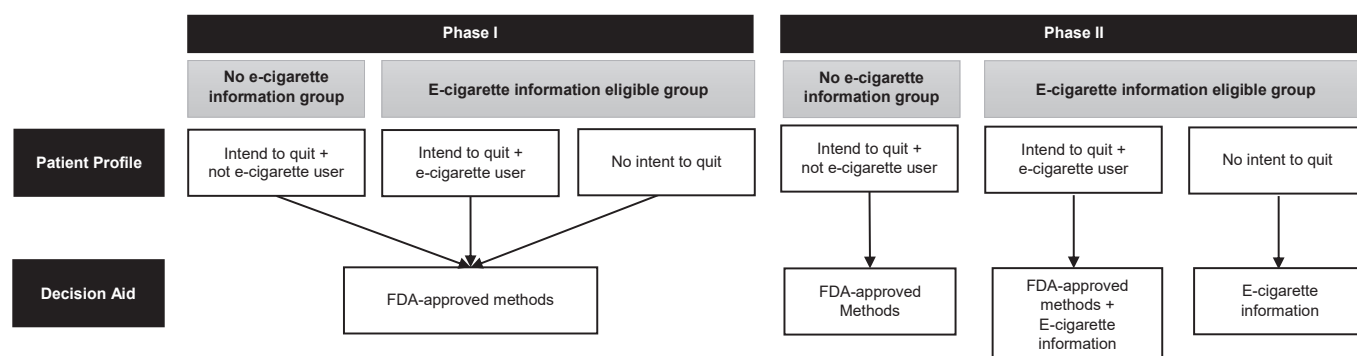 Phase I
Phase II
No e-cigarette
information group
E-cigarette information eligible group
No e-cigarette
information group
E-cigarette information eligible group
Patient Profile
Intend to quit +
not e-cigarette user
Intend to quit +
e-cigarette user
No intent to quit
Intend to quit +
not e-cigarette user
Intend to quit +
e-cigarette user
No intent to quit
Decision Aid
FDA-approved methods
FDA-approved
Methods
FDA-approved
methods +
E-cigarette
information
E-cigarette
information